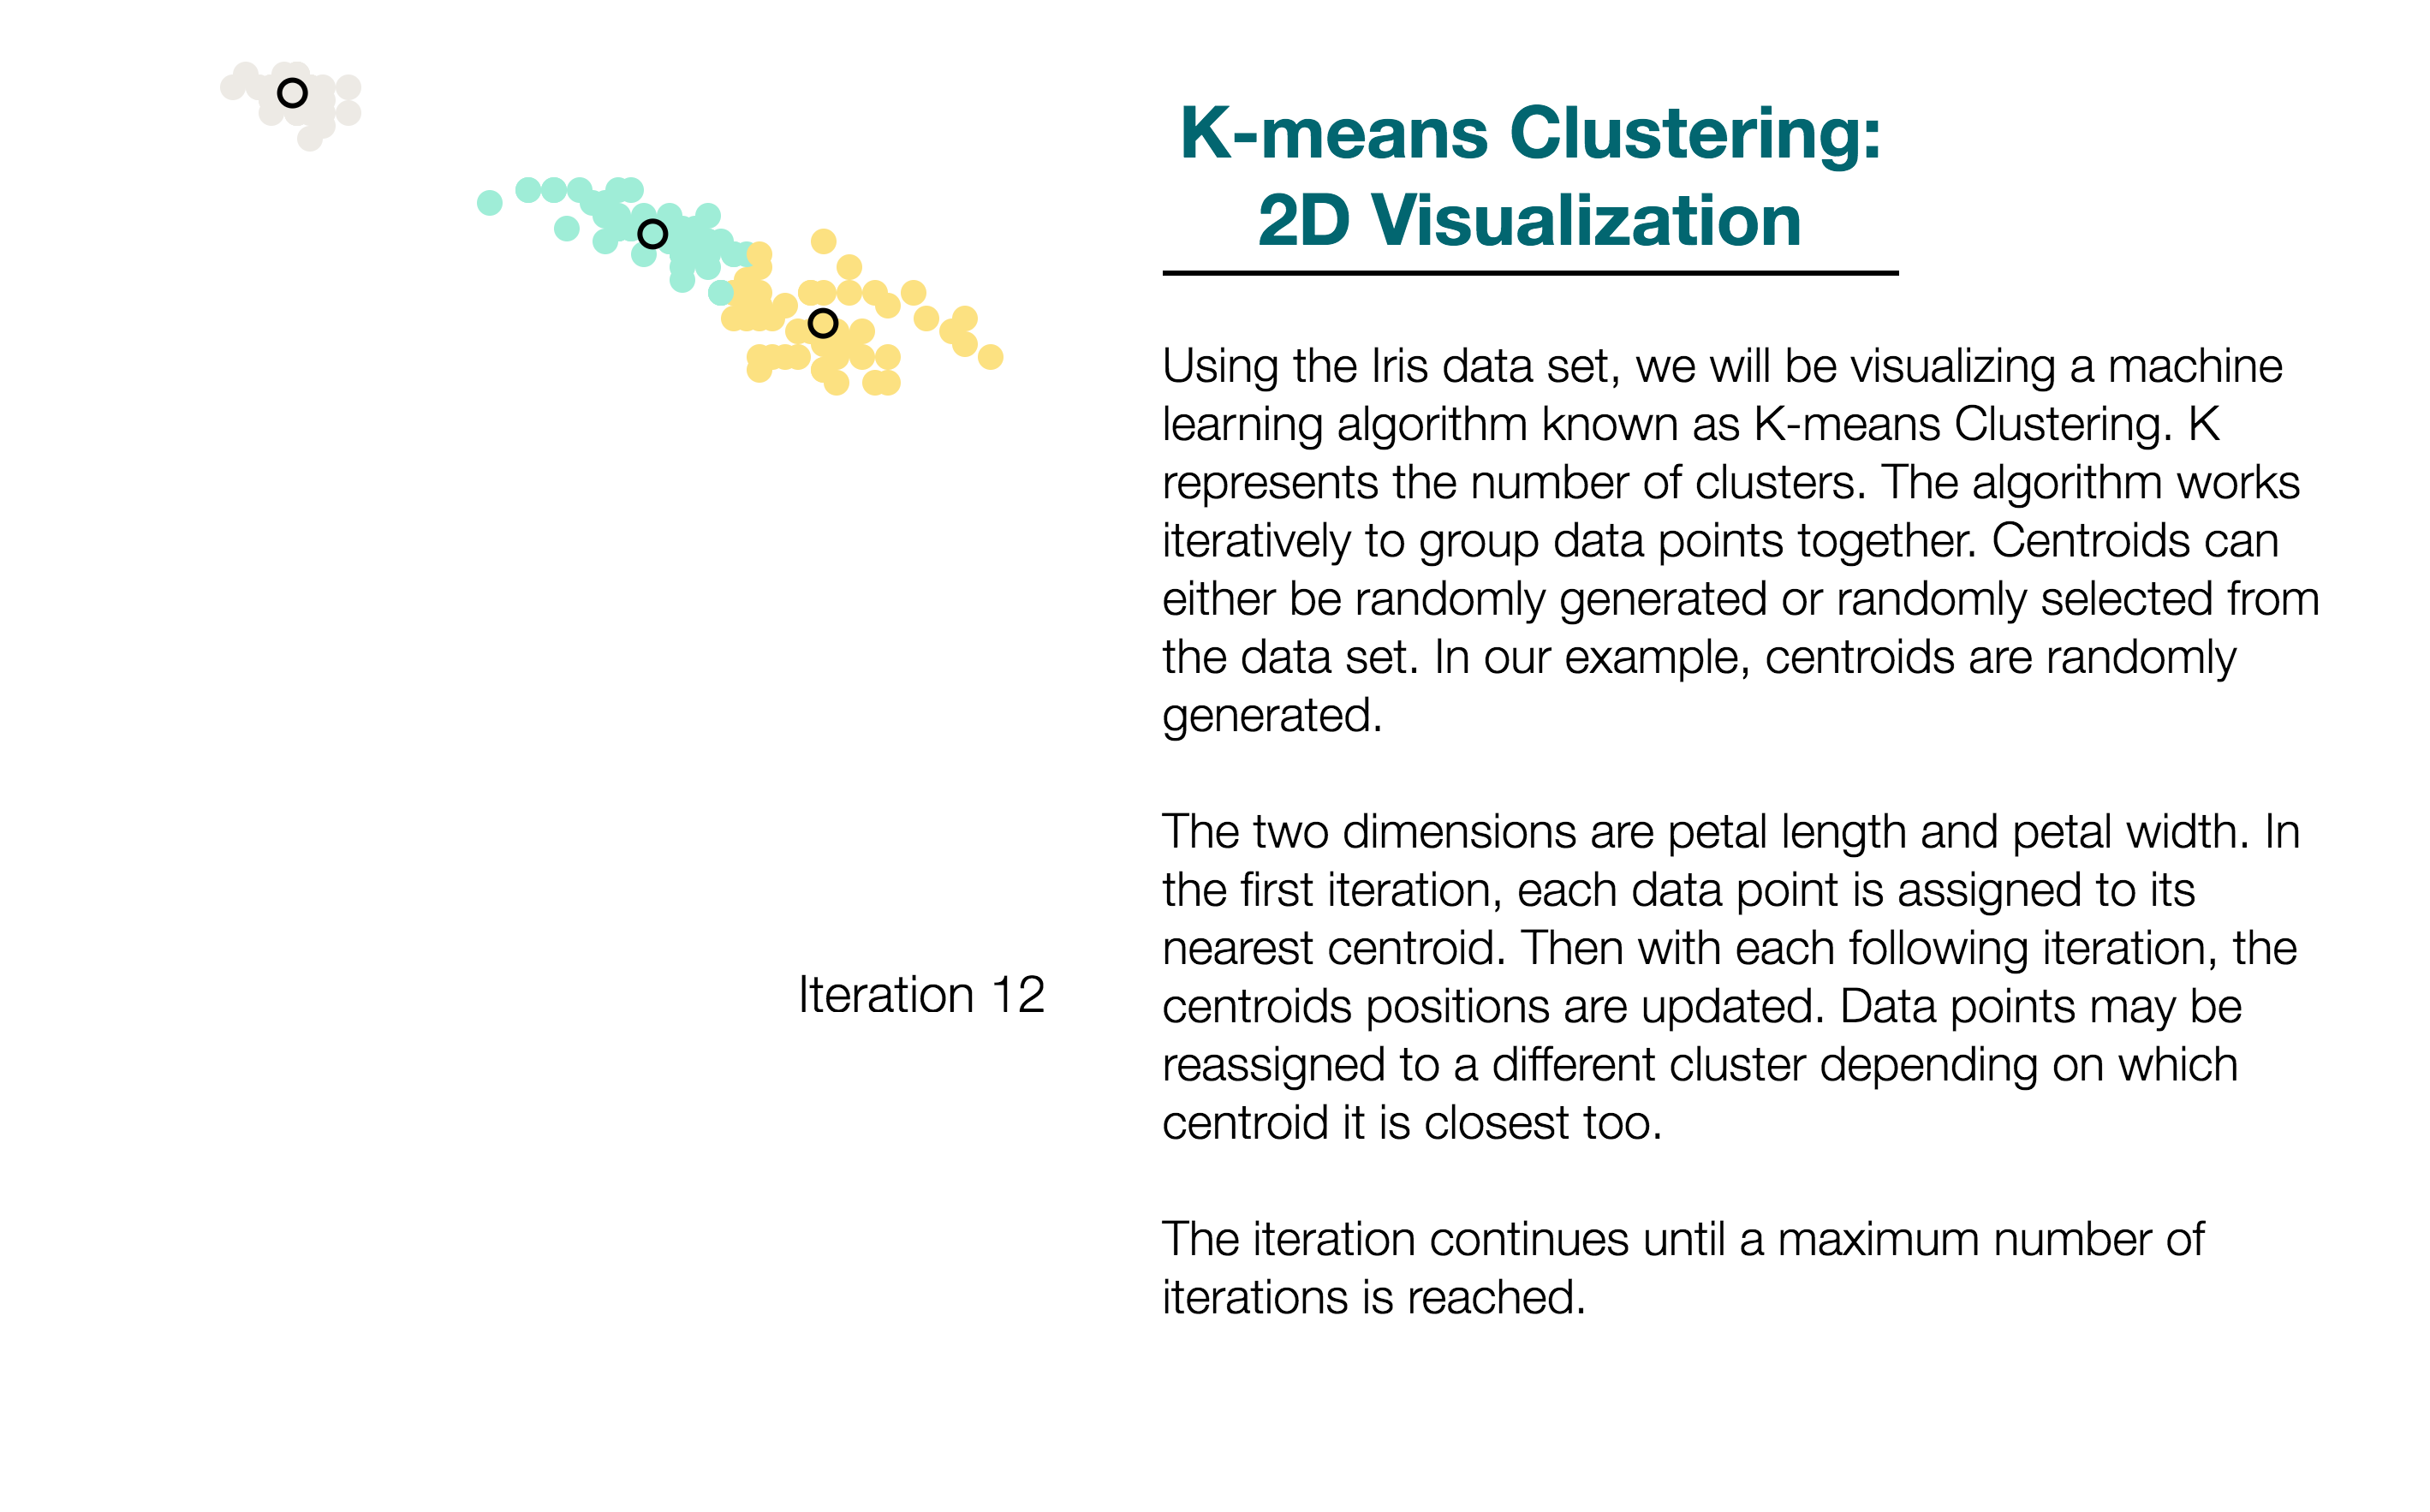 K-means Clustering:
2D Visualization
Using the Iris data set, we will be visualizing a machine
learning algorithm known as K-means Clustering. K
represents the number of clusters. The algorithm works
iteratively to group data points together. Centroids can
either be randomly generated or randomly selected from
the data set. In our example, centroids are randomly
generated.
The two dimensions are petal length and petal width. In
the first iteration, each data point is assigned to its
nearest centroid. Then with each following iteration, the
centroids positions are updated. Data points may be
reassigned to a different cluster depending on which
centroid it is closest too.
The iteration continues until a maximum number of
iterations is reached.
Iteration 12